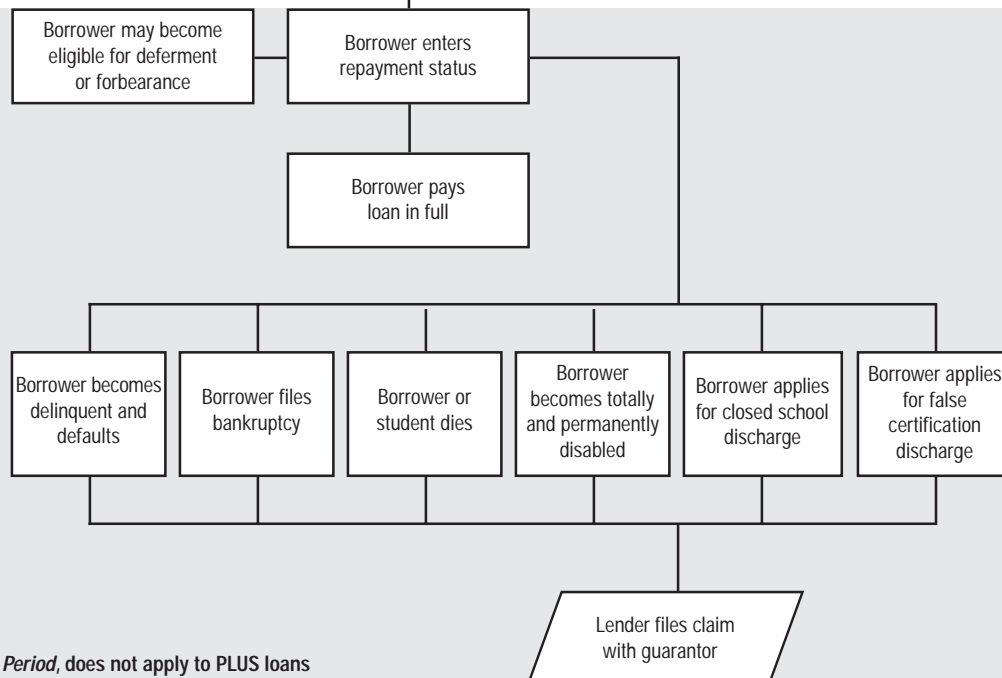 Borrower may become
eligible for deferment
or forbearance
Borrower enters
repayment status
Borrower pays
loan in full
Borrower becomes
delinquent and
defaults
Borrower files
bankruptcy
Borrower or
student dies
Borrower
becomes totally
and permanently
disabled
Borrower applies
for closed school
discharge
Borrower applies
for false
certification
discharge
Lender files claim
with guarantor
Period, does not apply to PLUS loans